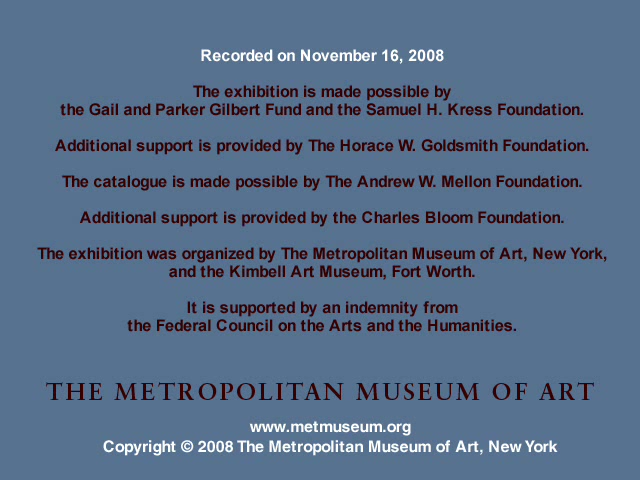 Recorded on November 16, 2008
The exhibition is made possible by
the Gail and Parker Gilbert Fund and the Samuel H. Kress Foundation.
Additional support is provided by The Horace W. Goldsmith Foundation.
The catalogue is made possible by The Andrew W. Mellon Foundation.
Additional support is provided by the Charles Bloom Foundation.
The exhibition was organized by The Metropolitan Museum of Art, New York,
and the Kimbell Art Museum, Fort Worth.
It is supported by an indemnity from
the Federal Council on the Arts and the Humanities.
THE METROPOLITAN MUSEUM OF ART
www.metmuseum.org
Copyright © 2008 The Metropolitan Museum of Art, New York